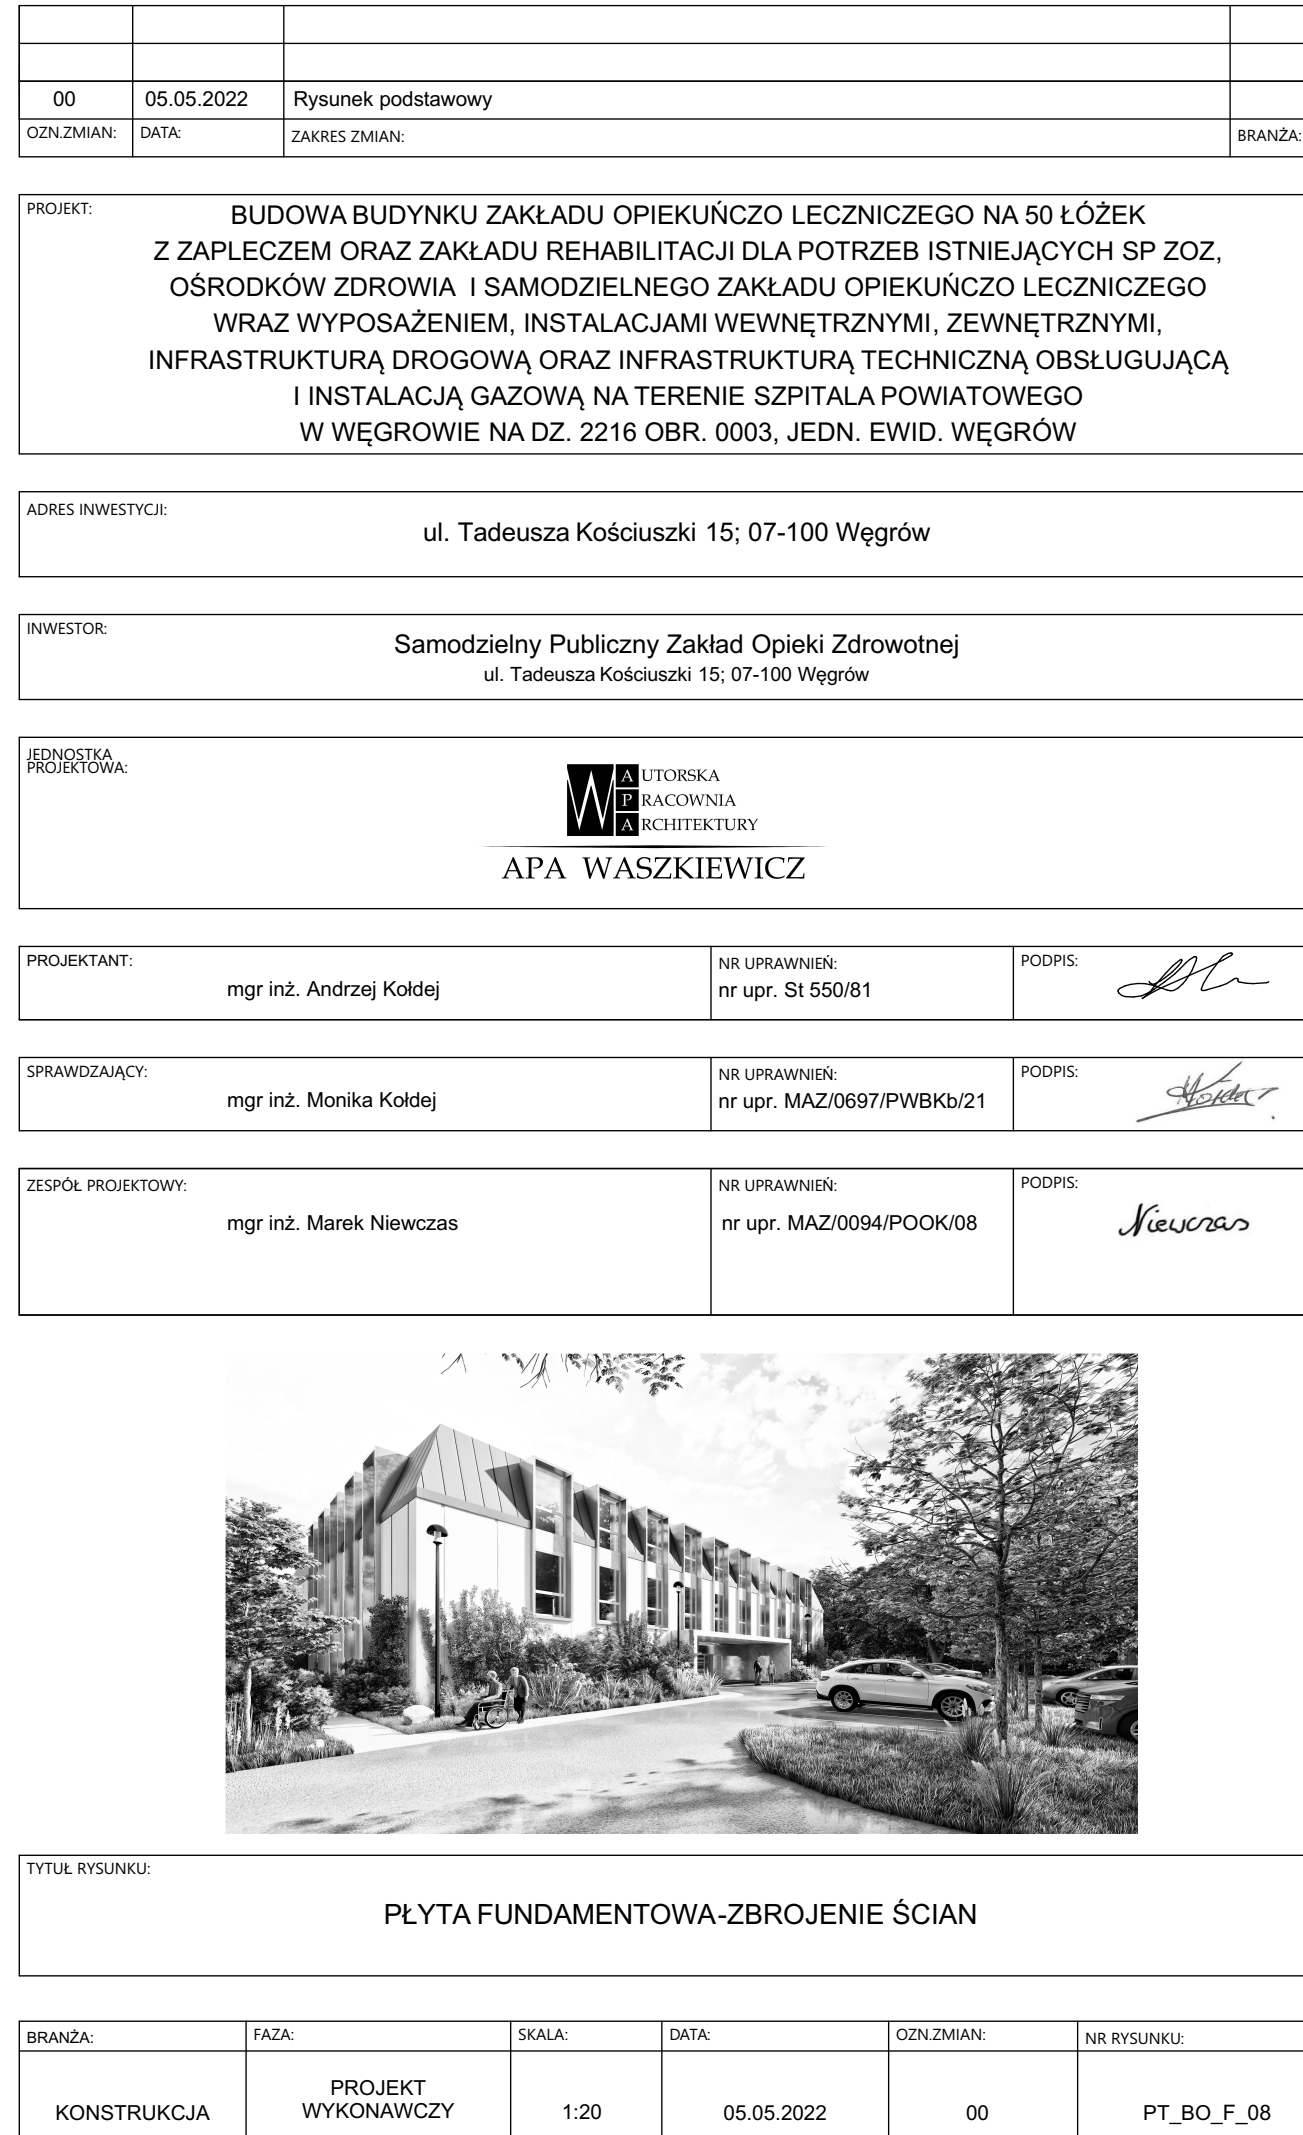 00 05.05.2022 Rysunek podstawowy
OZN.ZMIAN: DATA: ZAKRES ZMIAN: BRANŻA:
PROJEKT:
BUDOWA BUDYNKU ZAKŁADU OPIEKUŃCZO LECZNICZEGO NA 50 ŁÓŻEK
Z ZAPLECZEM ORAZ ZAKŁADU REHABILITACJI DLA POTRZEB ISTNIEJĄCYCH SP ZOZ,
OŚRODKÓW ZDROWIA I SAMODZIELNEGO ZAKŁADU OPIEKUŃCZO LECZNICZEGO
WRAZ WYPOSAŻENIEM, INSTALACJAMI WEWNĘTRZNYMI, ZEWNĘTRZNYMI,
INFRASTRUKTURĄ DROGOWĄ ORAZ INFRASTRUKTURĄ TECHNICZNĄ OBSŁUGUJĄCĄ
I INSTALACJĄ GAZOWĄ NA TERENIE SZPITALA POWIATOWEGO
W WĘGROWIE NA DZ. 2216 OBR. 0003, JEDN. EWID. WĘGRÓW
ADRES INWESTYCJI:
ul. Tadeusza Kościuszki 15; 07-100 Węgrów
INWESTOR:
Samodzielny Publiczny Zakład Opieki Zdrowotnej
ul. Tadeusza Kościuszki 15; 07-100 Węgrów
JEDNOSTKA
PROJEKTOWA:
W AUTORSKA
PRACOWNIA
ARCHITEKTURY
APA WASZKIEWICZ
PROJEKTANT: NR UPRAWNIEŃ: PODPIS:
mgr inż. Andrzej Kołdej nr upr. St 550/81
SPRAWDZAJĄCY: NR UPRAWNIEŃ: PODPIS:
mgr inż. Monika Kołdej nr upr. MAZ/0697/PWBKb/21
ZESPÓŁ PROJEKTOWY: NR UPRAWNIEŃ: PODPIS:
mgr inż. Marek Niewczas nr upr. MAZ/0094/POOK/08 Niewczas
TYTUŁ RYSUNKU:
PŁYTA FUNDAMENTOWA-ZBROJENIE ŚCIAN
BRANŻA: FAZA: SKALA: DATA: OZN.ZMIAN: NR RYSUNKU:
KONSTRUKCJA PROJEKT
WYKONAWCZY 1:20 05.05.2022 00 PT_BO_F_08